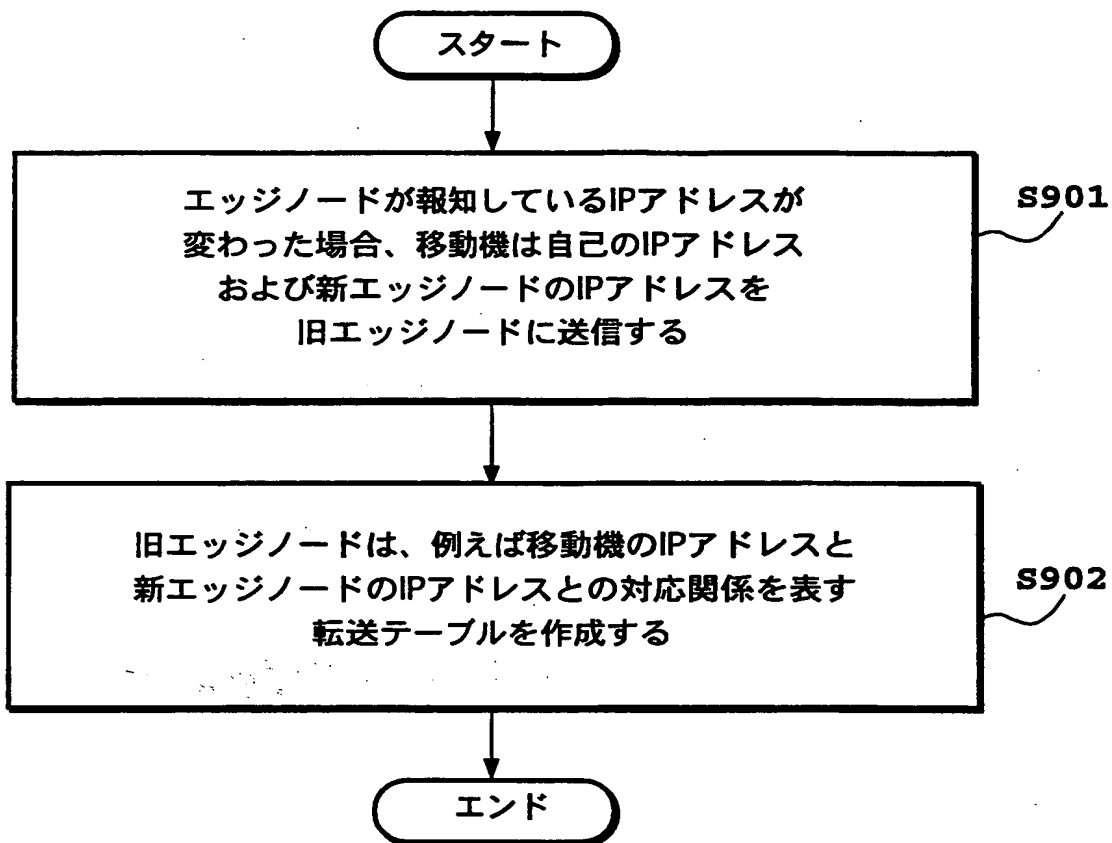 スタート
エッジノードが報知しているIPアドレスが
変わった場合、移動機は自己のIPアドレス
および新エッジノードのIPアドレスを
旧エッジノードに送信する
S901
旧エッジノードは、例えば移動機のIPアドレスと
新エッジノードのIPアドレスとの対応関係を表す
転送テーブルを作成する
S902
エンド